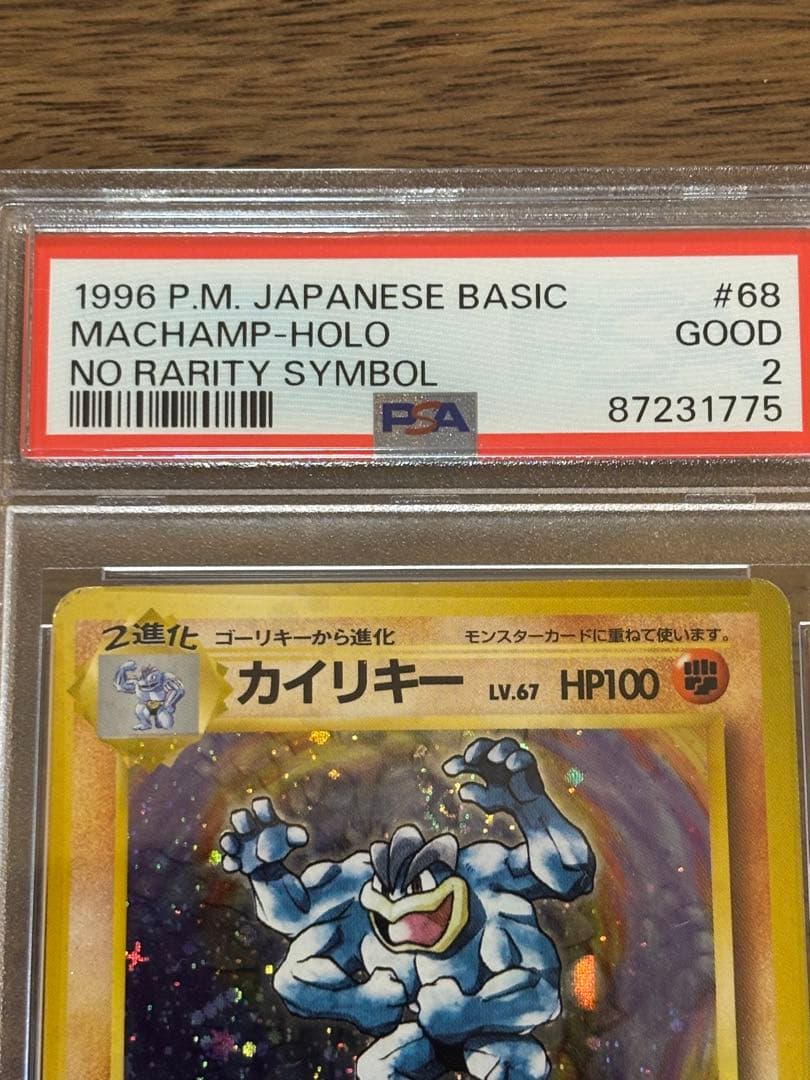 1996 P.M. JAPANESE BASIC #68
MACHAMP-HOLO GOOD
NO RARITY SYMBOL 2
PSA 87231775
2進化 ゴーリキーから進化 モンスターカードに重ねて使います。
カイリキー LV.67 HP100